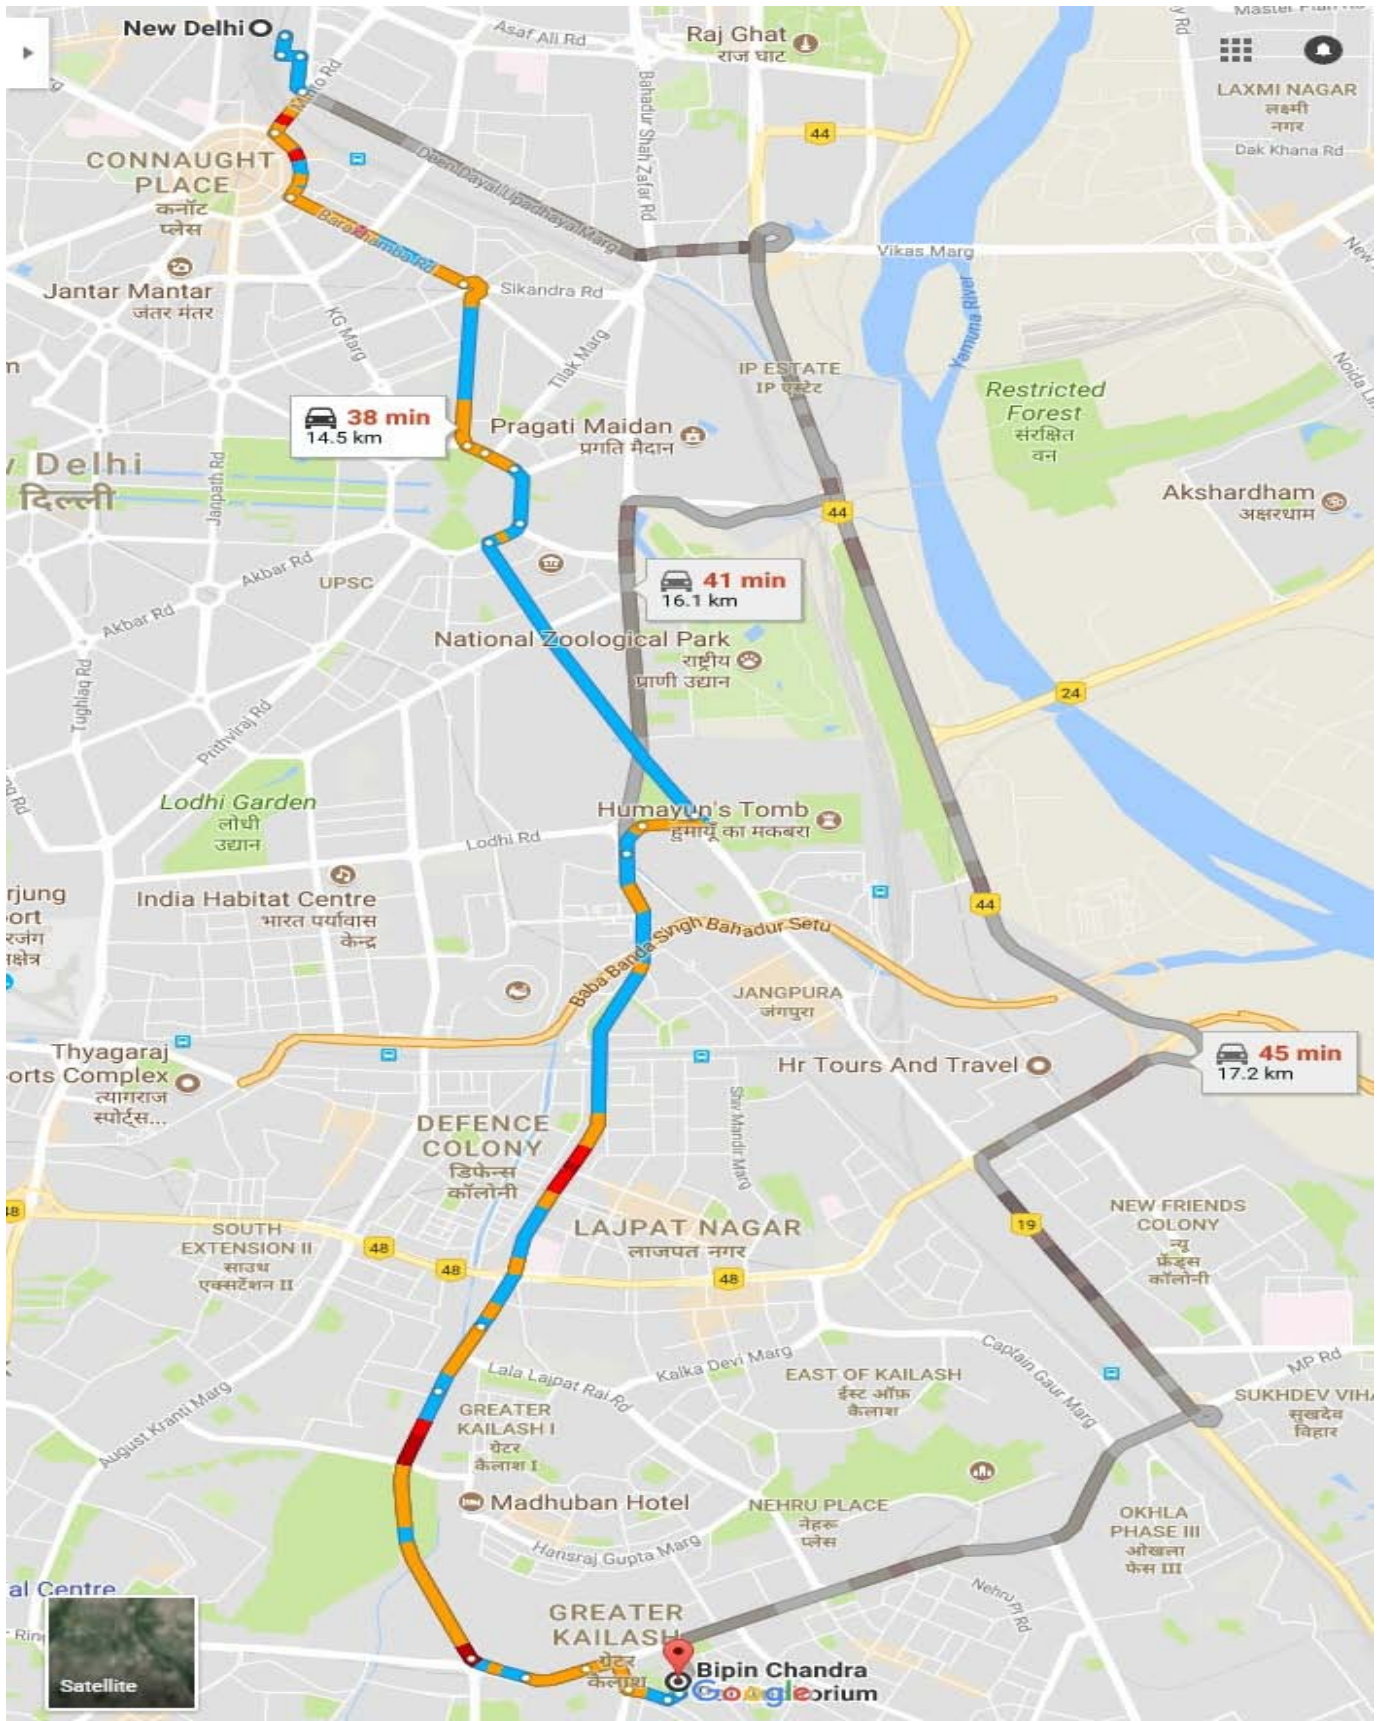 New Delhi
Asaf Ali Rd
Raj Ghat
राज घाट
LAXMI NAGAR
लक्ष्मी
नगर
Bahadur Shah Zafar Rd
44
Dak Khana Rd
CONNAUGHT
PLACE
कनॉट
प्लेस
Deen Dayal Upadhayay Marg
Barakhamba Rd
Vikas Marg
Jantar Mantar
जंतर मंतर
Sikandra Rd
Yamuna River
KG Marg
Tilak Marg
IP ESTATE
IP एस्टेट
Restricted
Forest
संरक्षित
वन
38 min
14.5 km
Pragati Maidan
प्रगति मैदान
Delhi
दिल्ली
Janpath Rd
Akshardham
अक्षरधाम
44
Akbar Rd
UPSC
41 min
16.1 km
Akbar Rd
National Zoological Park
राष्ट्रीय
प्राणी उद्यान
Tughlaq Rd
24
Prithviraj Rd
Lodhi Garden
लोधी
उद्यान
Humayun's Tomb
हुमायूँ का मकबरा
Lodhi Rd
India Habitat Centre
भारत पर्यावास
केन्द्र
44
Baba Banda Singh Bahadur Setu
JANGPURA
जंगपुरा
Thyagaraj
orts Complex
त्यागराज
स्पोर्ट्स...
Hr Tours And Travel
45 min
17.2 km
Shiv Mandir Marg
DEFENCE
COLONY
डिफेन्स
कॉलोनी
48
SOUTH
EXTENSION II
साउथ
एक्सटेंशन II
48
48
LAJPAT NAGAR
लाजपत नगर
48
19
NEW FRIENDS
COLONY
न्यू
फ्रेंड्स
कॉलोनी
Lala Lajpat Rai Rd
Kalka Devi Marg
Captain Gaur Marg
MP Rd
EAST OF KAILASH
ईस्ट ऑफ़
कैलाश
SUKHDEV VIHA
सुखदेव
विहार
August Kranti Marg
GREATER
KAILASH I
ग्रेटर
कैलाश I
Madhuban Hotel
Hansraj Gupta Marg
NEHRU PLACE
नेहरू
प्लेस
OKHLA
PHASE III
ओखला
फेस III
Nehru Pl Rd
al Centre
GREATER
KAILASH
ग्रेटर
कैलाश
Bipin Chandra
Google
orium
Satellite